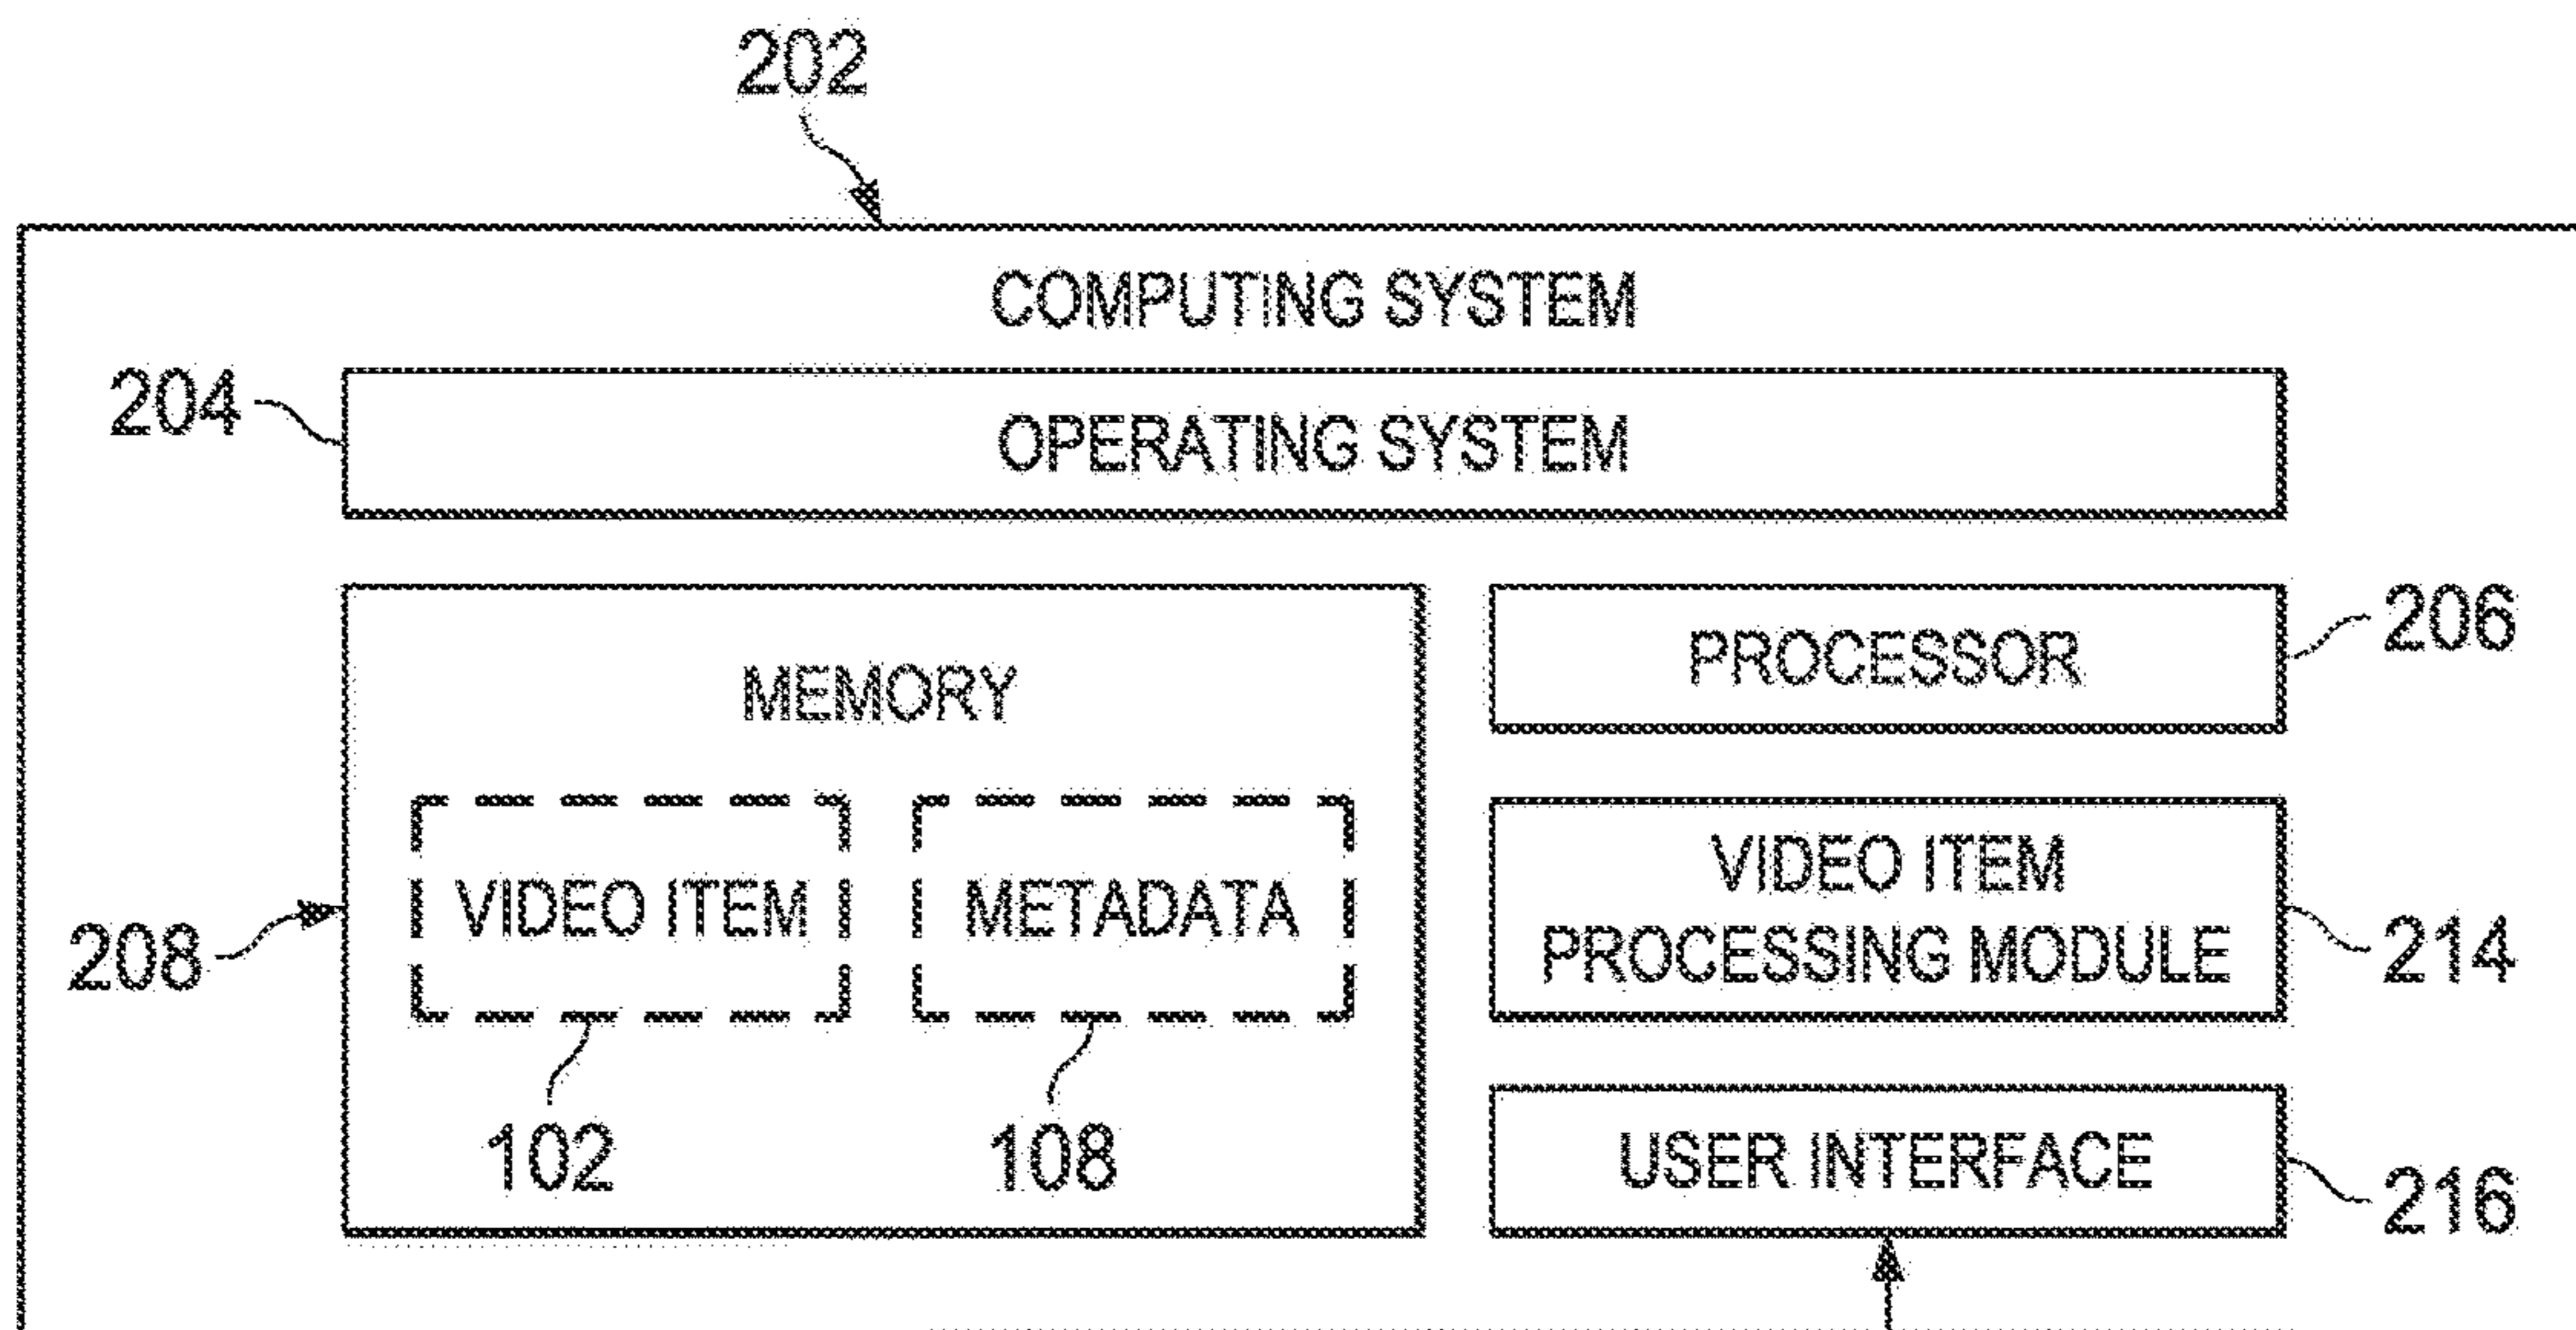 202
COMPUTING SYSTEM
204
OPERATING SYSTEM
MEMORY
PROCESSOR
206
VIDEO ITEM
METADATA
208
VIDEO ITEM
PROCESSING MODULE
214
102
108
USER INTERFACE
216